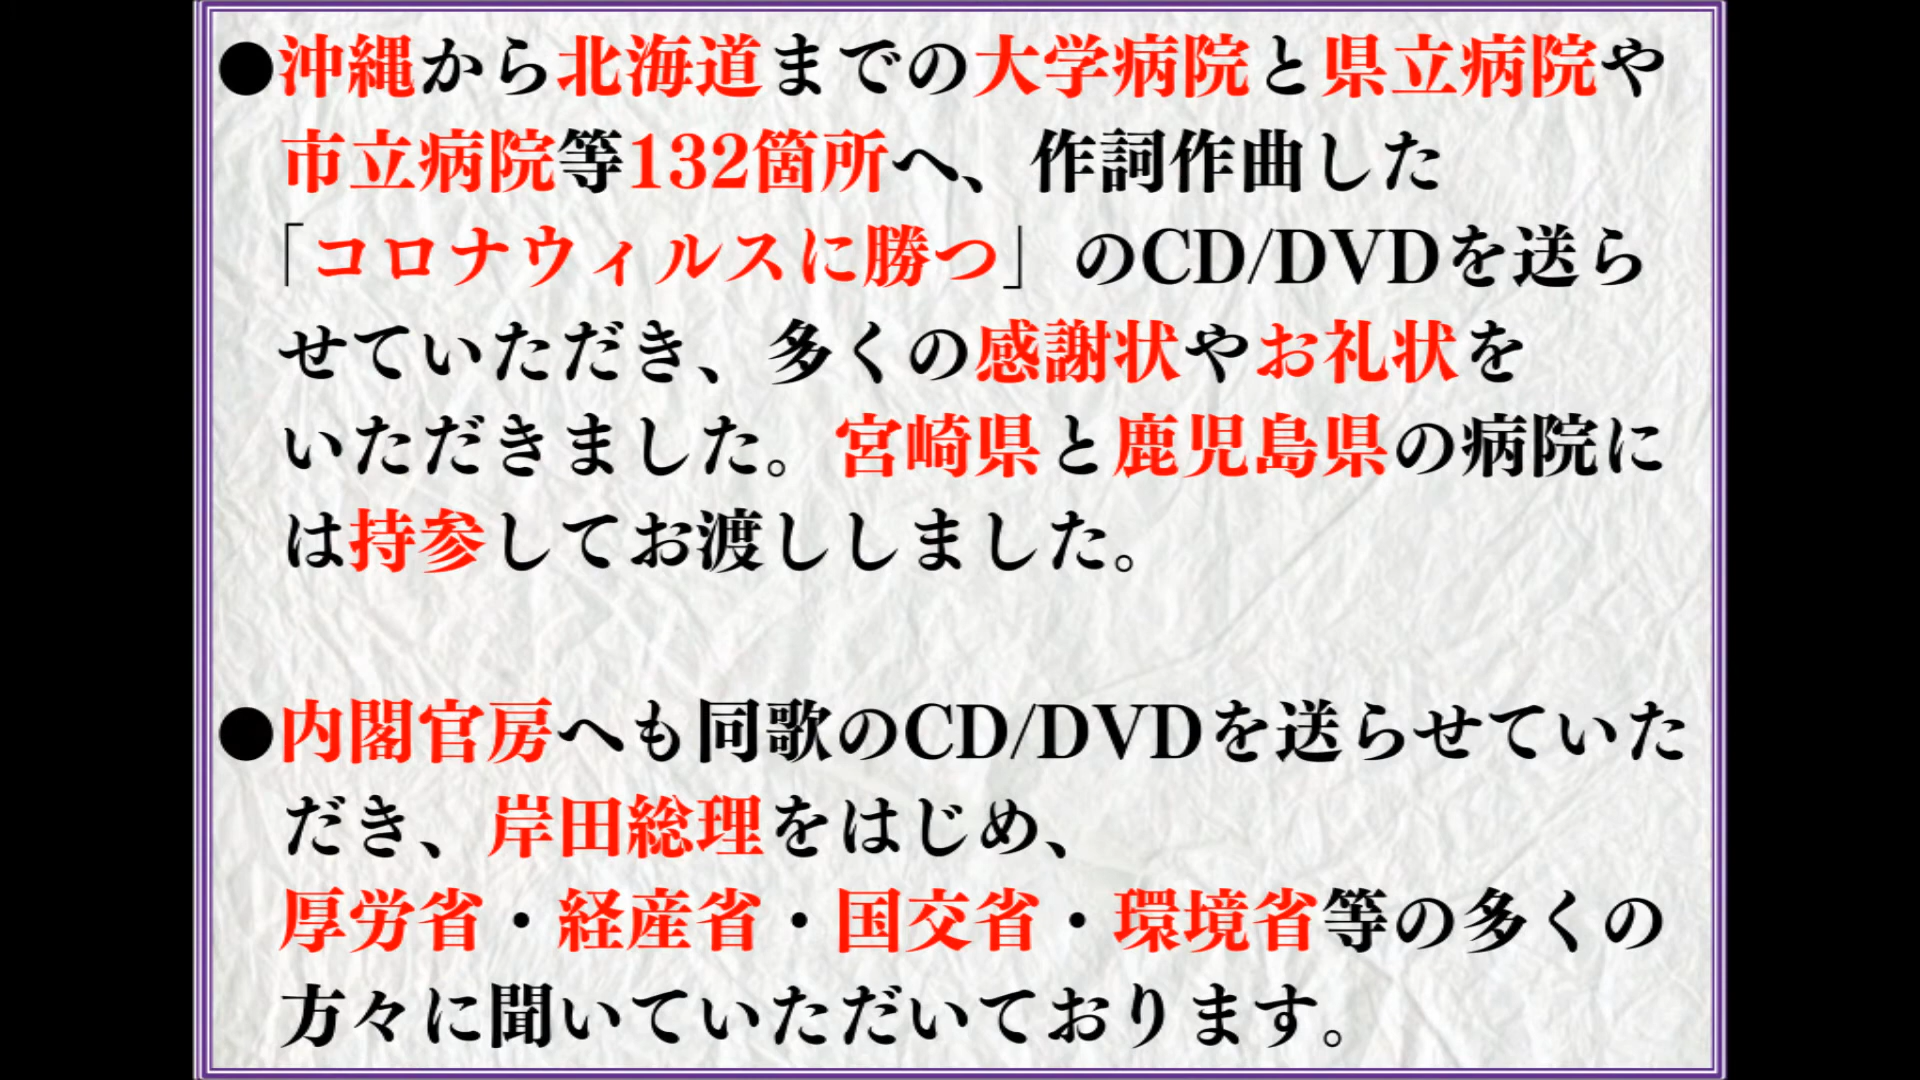 ●沖縄から北海道までの大学病院と県立病院や
市立病院等132箇所へ、作詞作曲した
「コロナウィルスに勝つ」のCD/DVDを送ら
せていただき、多くの感謝状やお礼状を
いただきました。宮崎県と鹿児島県の病院に
は持参してお渡ししました。
●内閣官房へも同歌のCD/DVDを送らせていた
だき、岸田総理をはじめ、
厚労省・経産省・国交省・環境省等の多くの
方々に聞いていただいております。